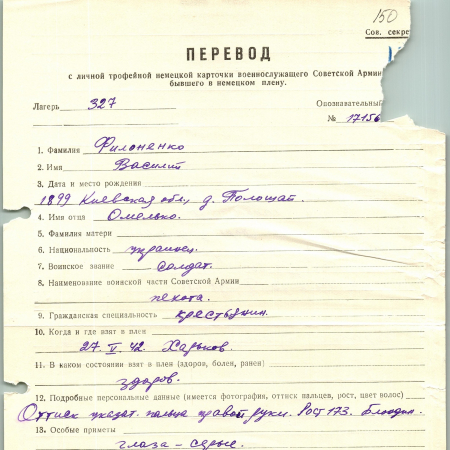 150
Сов. секре
ПЕРЕВОД
с личной трофейной немецкой карточки военнослужащего Советской Армии
бывшего в немецком плену.
Лагерь 327
Опознавательный
№ 17156
1. Фамилия Филоненко
2. Имя Василий
3. Дата и место рождения
1899 Киевская обл, д. Полошап.
4. Имя отца Омелько.
5. Фамилия матери
6. Национальность украинец.
7. Воинское звание солдат.
8. Наименование воинской части Советской Армии
пехота.
9. Гражданская специальность крестьянин.
10. Когда и где взят в плен
27. V. 42. Харьков
11. В каком состоянии взят в плен (здоров, болен, ранен)
здоров.
12. Подробные персональные данные (имеется фотография, оттиск пальцев, рост, цвет волос)
Оттиск указат. пальца правой руки. Рост 173. Блондин.
13. Особые приметы
глаза – серые.